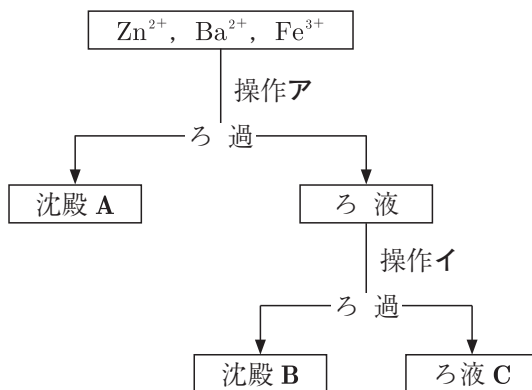 Zn²⁺, Ba²⁺, Fe³⁺
操作ア
ろ 過
沈殿 A
ろ 液
操作イ
ろ 過
沈殿 B
ろ液 C